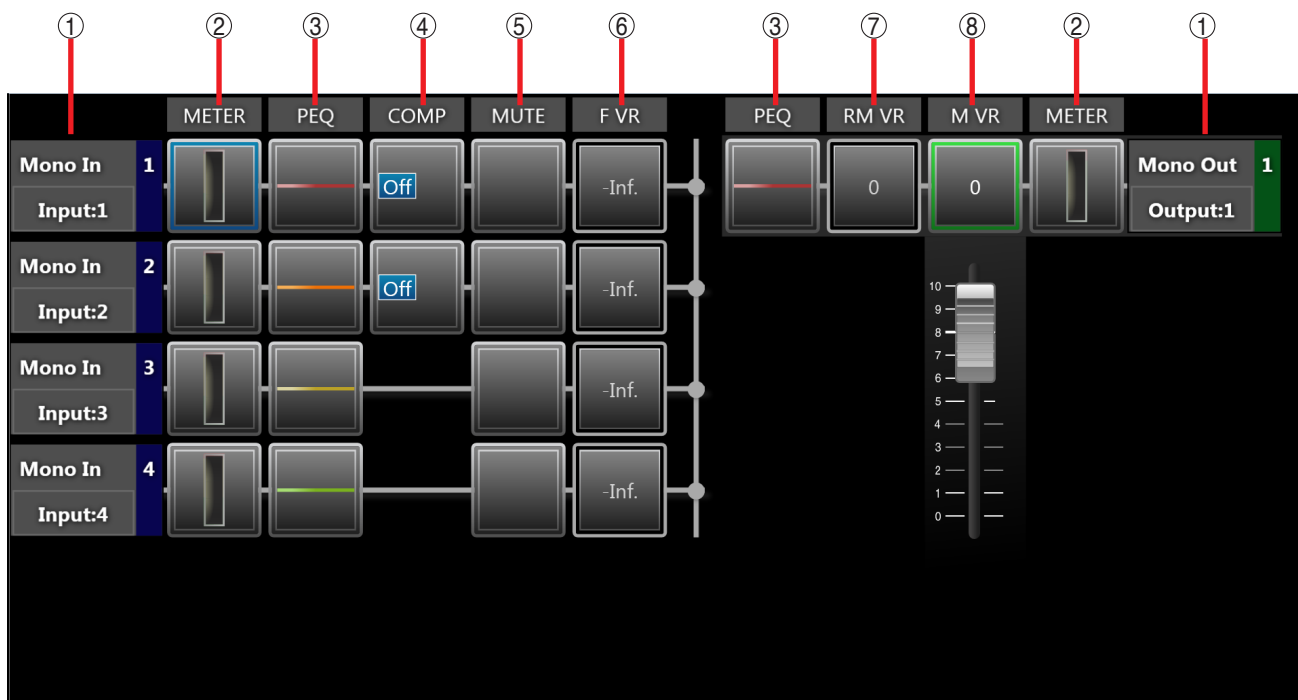 ① ② ③ ④ ⑤ ⑥ ③ ⑦ ⑧ ② ①
METER PEQ COMP MUTE F VR PEQ RM VR M VR METER
Mono In 1
Input:1
Off
-Inf.
0
0
Mono Out 1
Output:1
Mono In 2
Input:2
Off
-Inf.
Mono In 3
Input:3
-Inf.
Mono In 4
Input:4
-Inf.
10
9
8
7
6
5
4
3
2
1
0